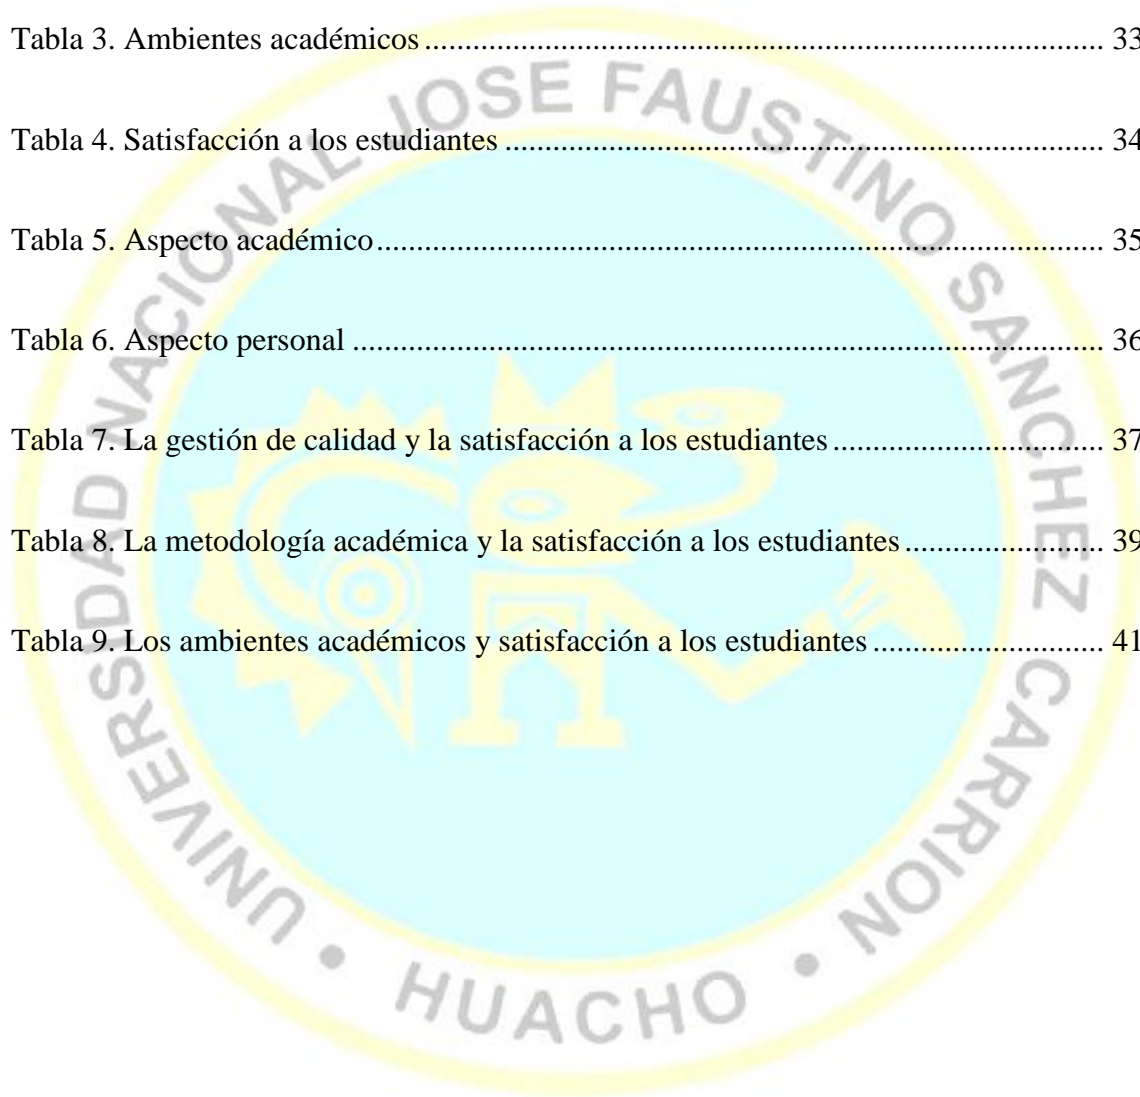 Tabla 3. Ambientes académicos ........ 33
Tabla 4. Satisfacción a los estudiantes ........ 34
Tabla 5. Aspecto académico ........ 35
Tabla 6. Aspecto personal ........ 36
Tabla 7. La gestión de calidad y la satisfacción a los estudiantes ........ 37
Tabla 8. La metodología académica y la satisfacción a los estudiantes ........ 39
Tabla 9. Los ambientes académicos y satisfacción a los estudiantes ........ 41
UNIVERSIDAD NACIONAL JOSE FAUSTINO SANCHEZ CARRION • HUACHO •